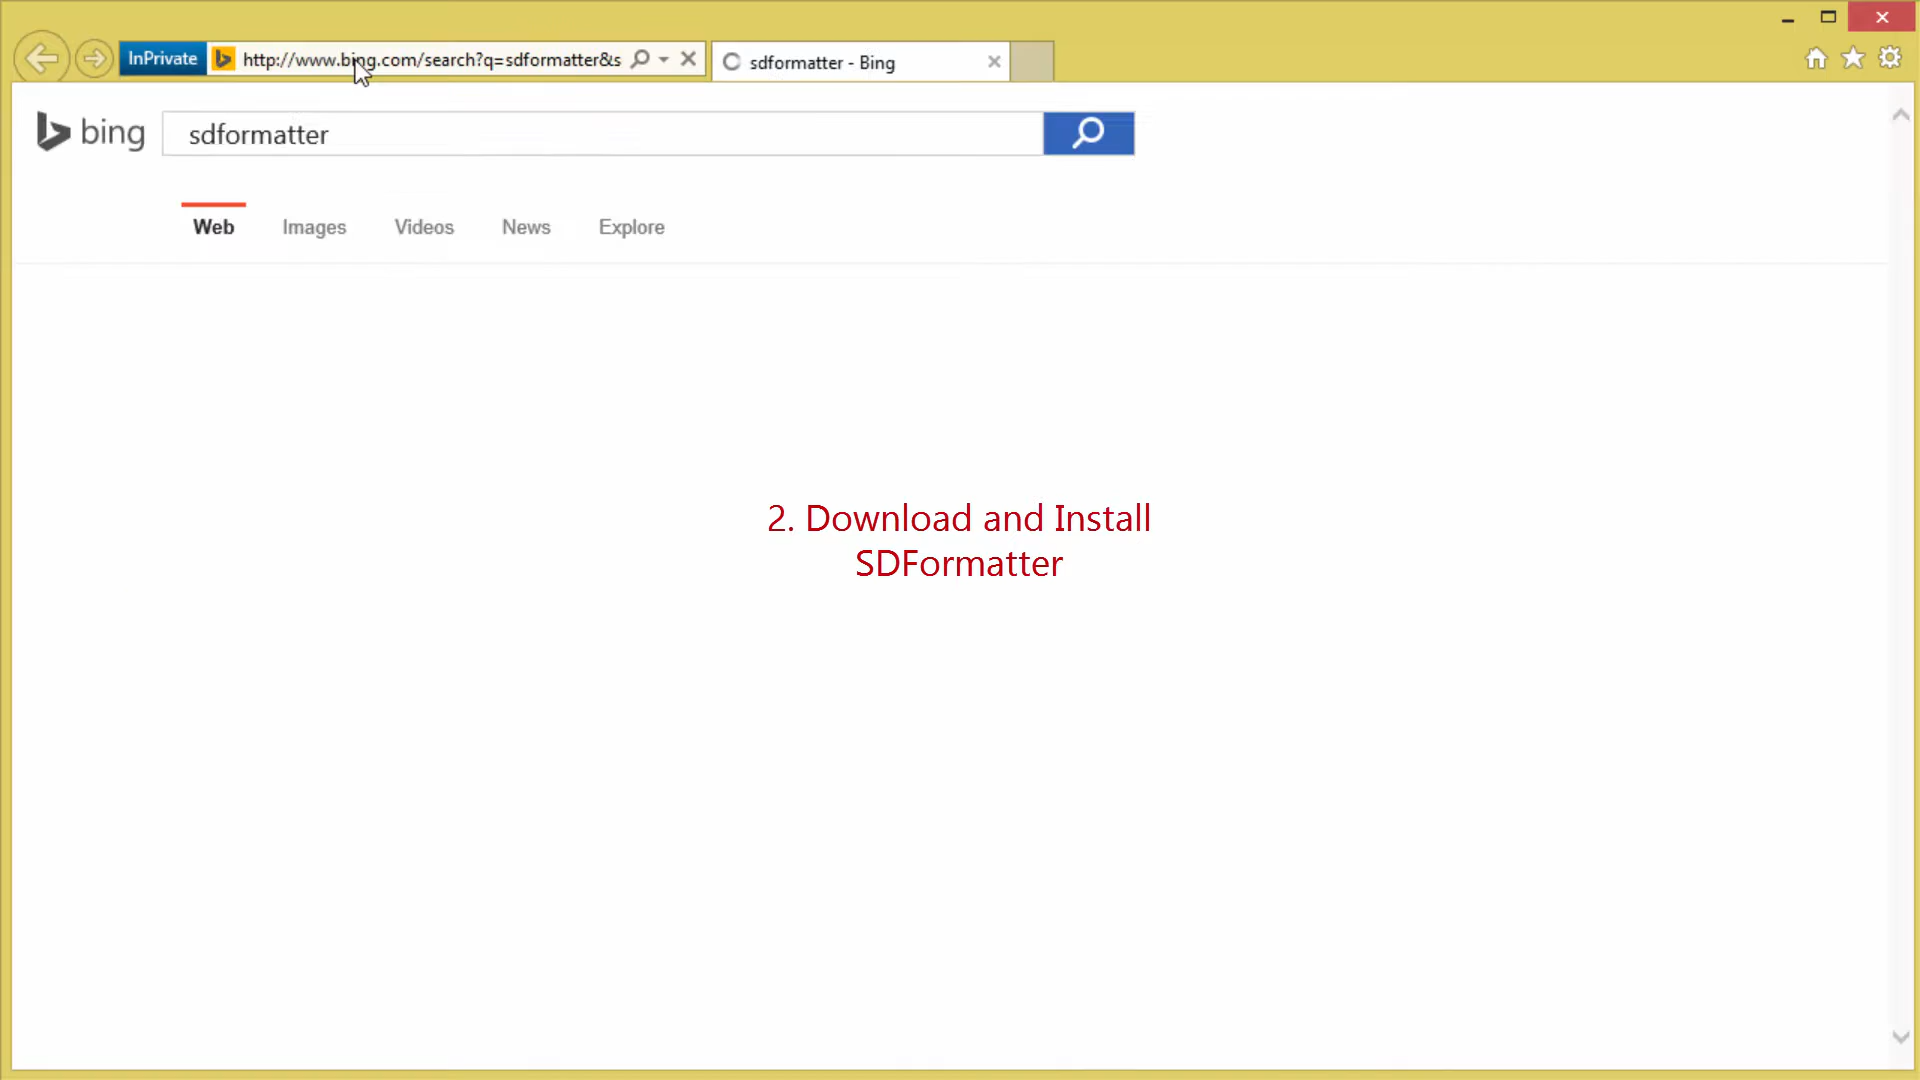 InPrivate
http://www.bing.com/search?q=sdformatter&s
sdformatter - Bing
bing
sdformatter
Web
Images
Videos
News
Explore
2. Download and Install
SDFormatter